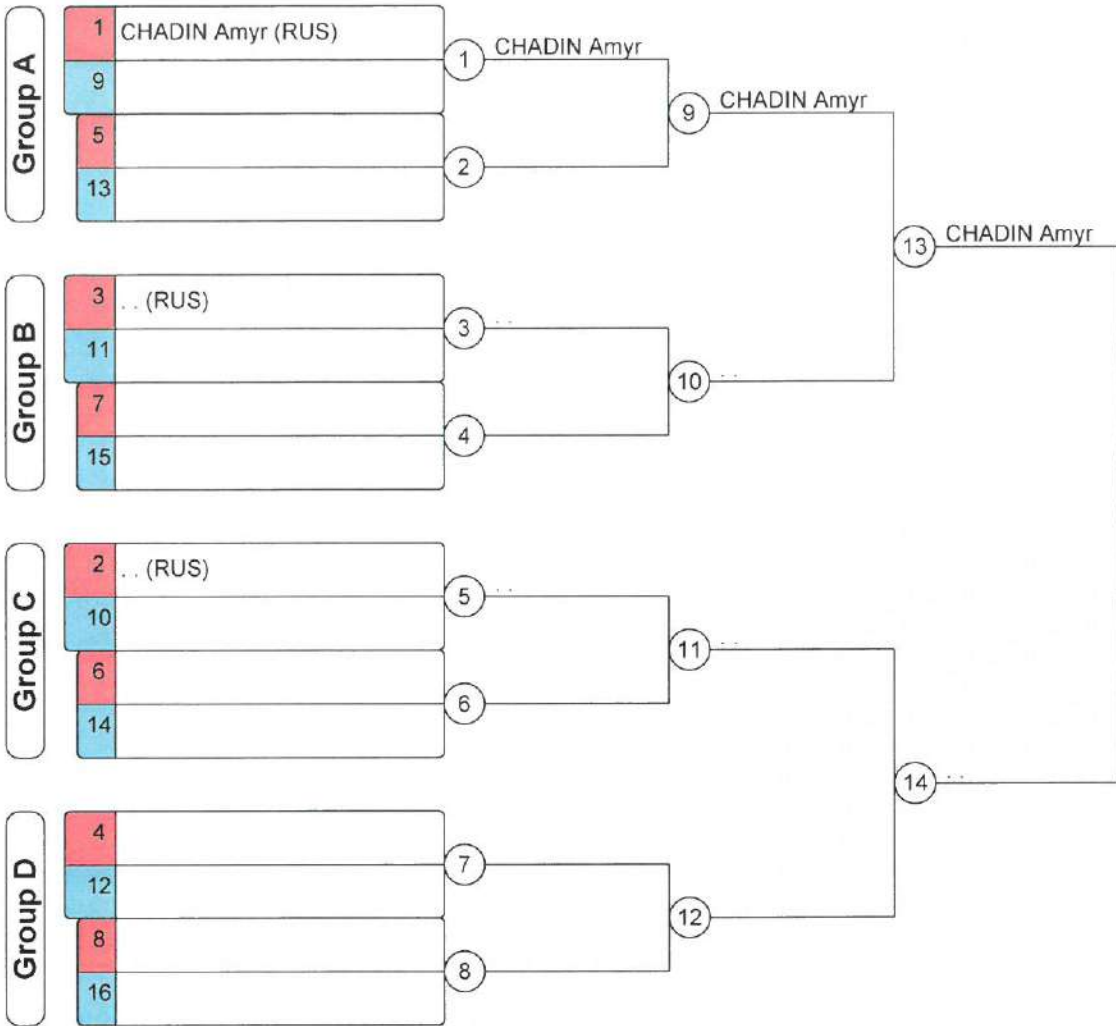 Group A
1 CHADIN Amyr (RUS)
9
5
13
1 CHADIN Amyr
2
9 CHADIN Amyr
13 CHADIN Amyr
Group B
3 . . (RUS)
11
7
15
3 . .
4
10 . .
Group C
2 . . (RUS)
10
6
14
5 . .
6
11 . .
14 . .
Group D
4
12
8
16
7
8
12